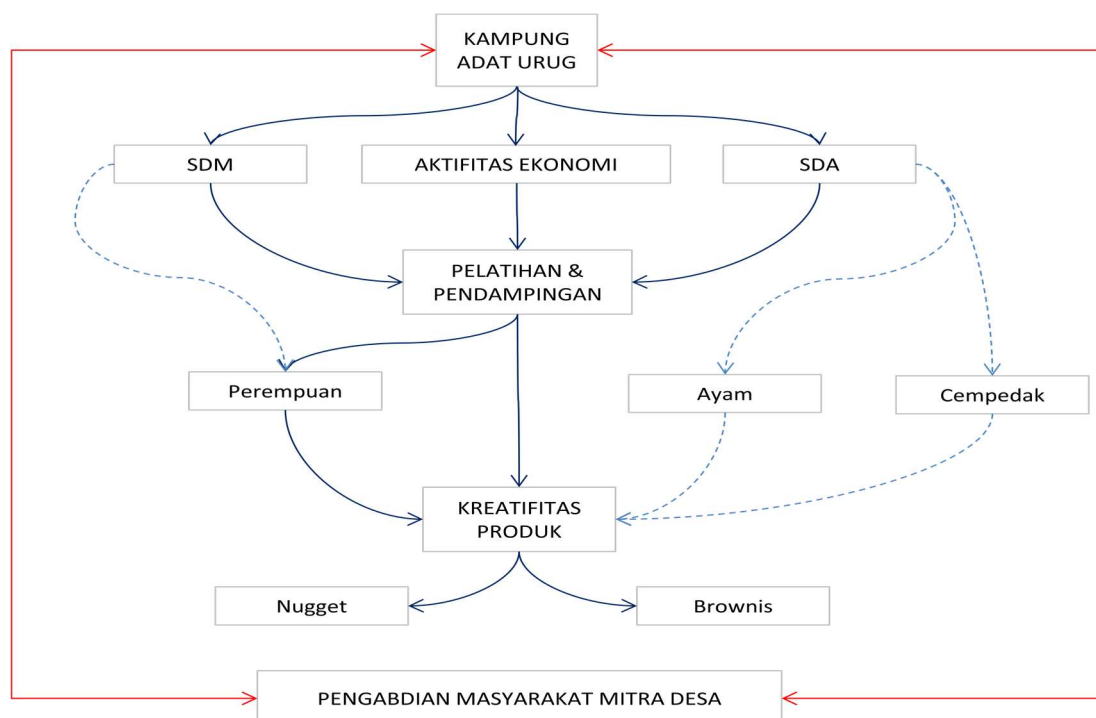 KAMPUNG
ADAT URUG
SDM
AKTIFITAS EKONOMI
SDA
PELATIHAN &
PENDAMPINGAN
Perempuan
Ayam
Cempedak
KREATIFITAS
PRODUK
Nugget
Brownis
PENGABDIAN MASYARAKAT MITRA DESA